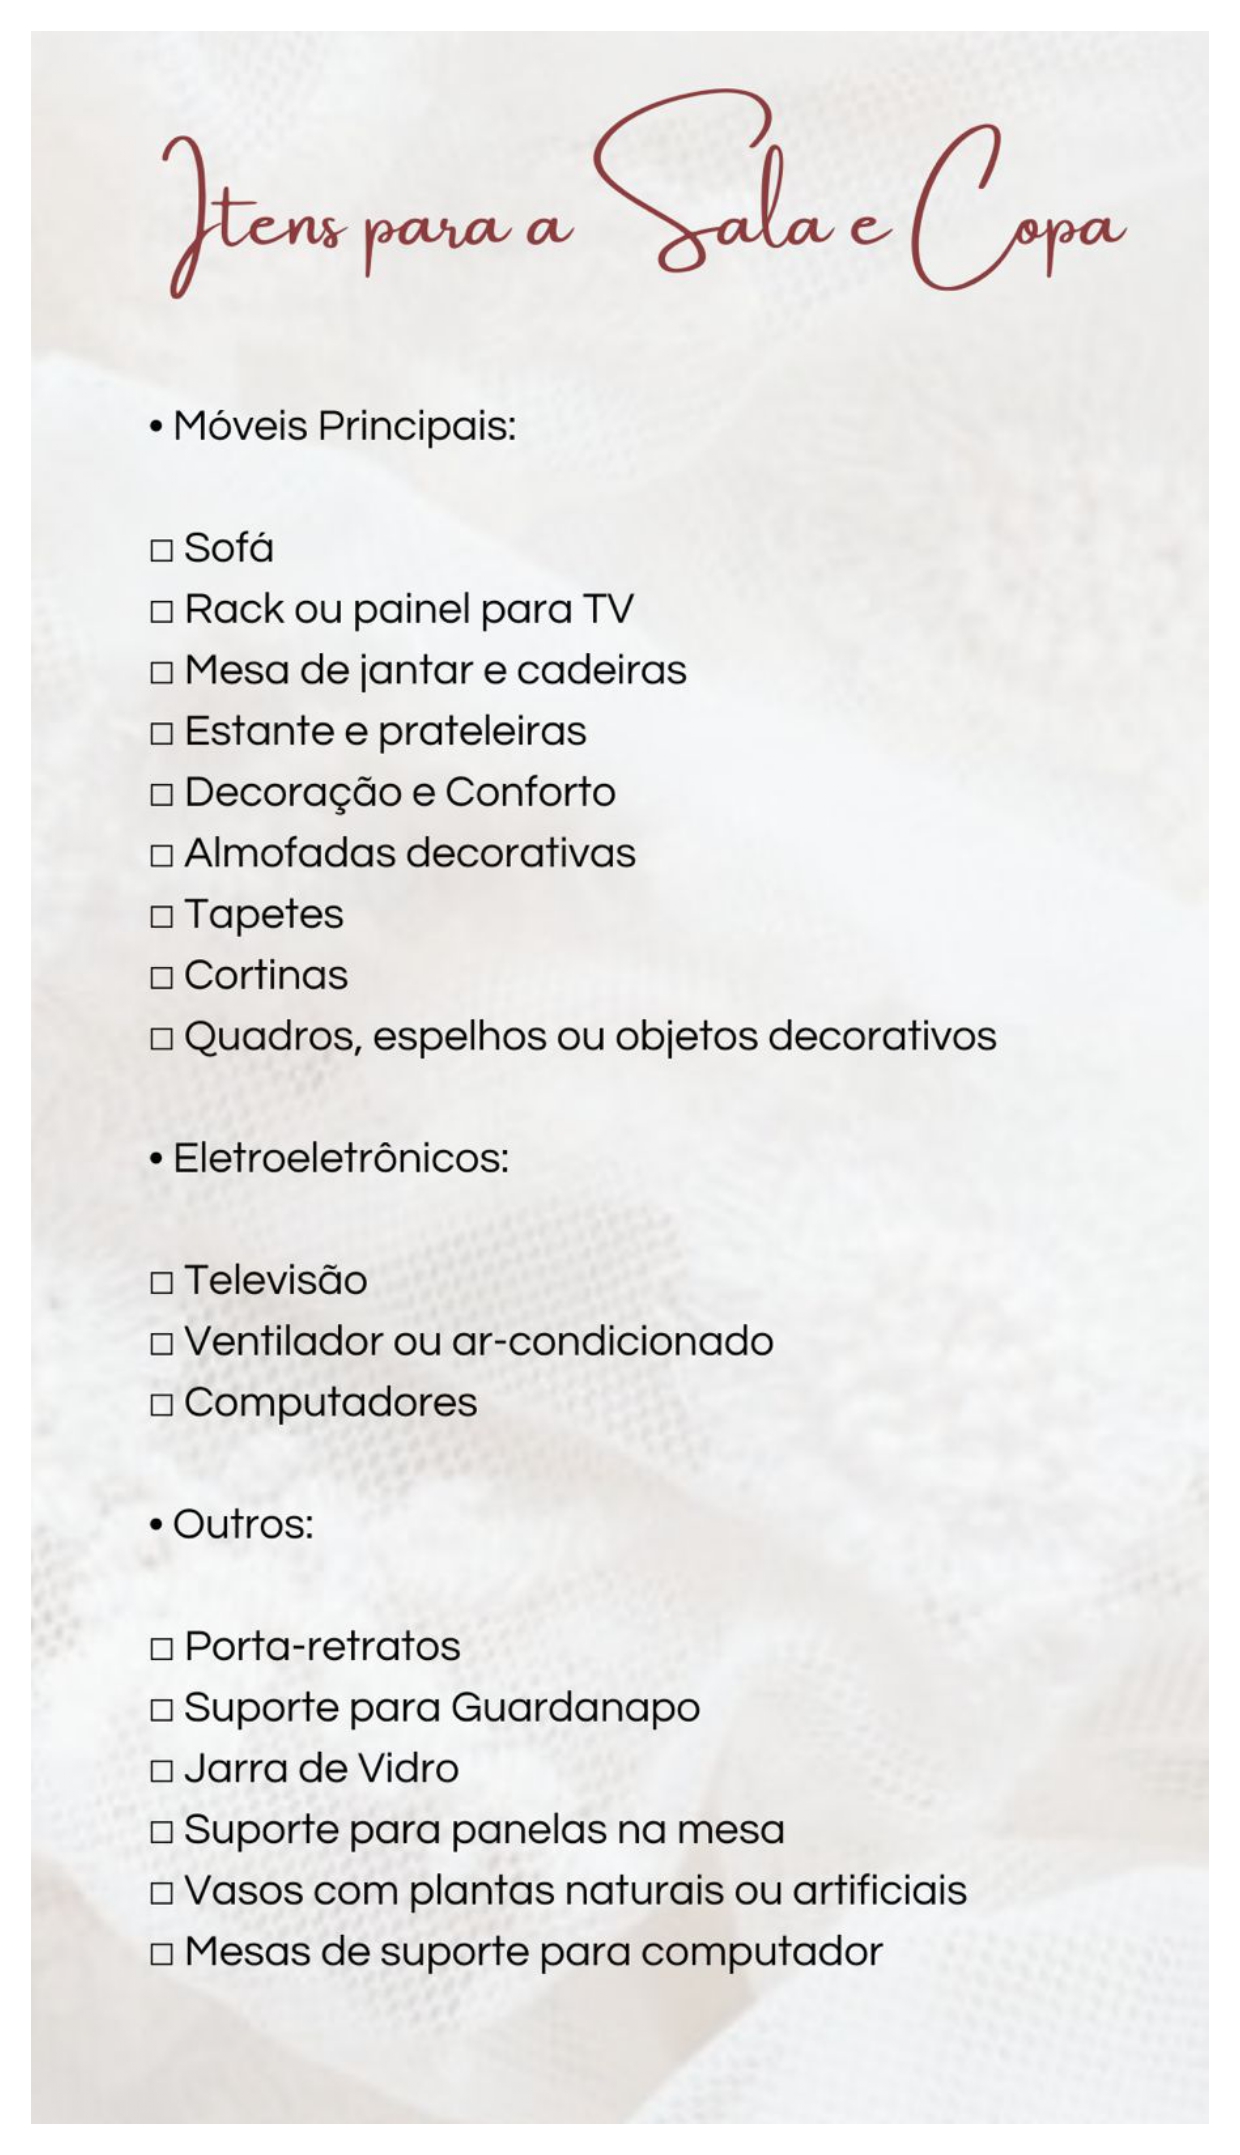 Itens para a Sala e Copa
• Móveis Principais:
□ Sofá
□ Rack ou painel para TV
□ Mesa de jantar e cadeiras
□ Estante e prateleiras
□ Decoração e Conforto
□ Almofadas decorativas
□ Tapetes
□ Cortinas
□ Quadros, espelhos ou objetos decorativos
• Eletroeletrônicos:
□ Televisão
□ Ventilador ou ar-condicionado
□ Computadores
• Outros:
□ Porta-retratos
□ Suporte para Guardanapo
□ Jarra de Vidro
□ Suporte para panelas na mesa
□ Vasos com plantas naturais ou artificiais
□ Mesas de suporte para computador